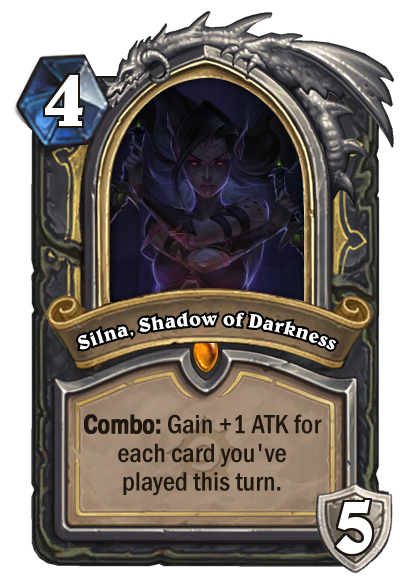 4
Silna, Shadow of Darkness
Combo: Gain +1 ATK for
each card you've
played this turn.
5